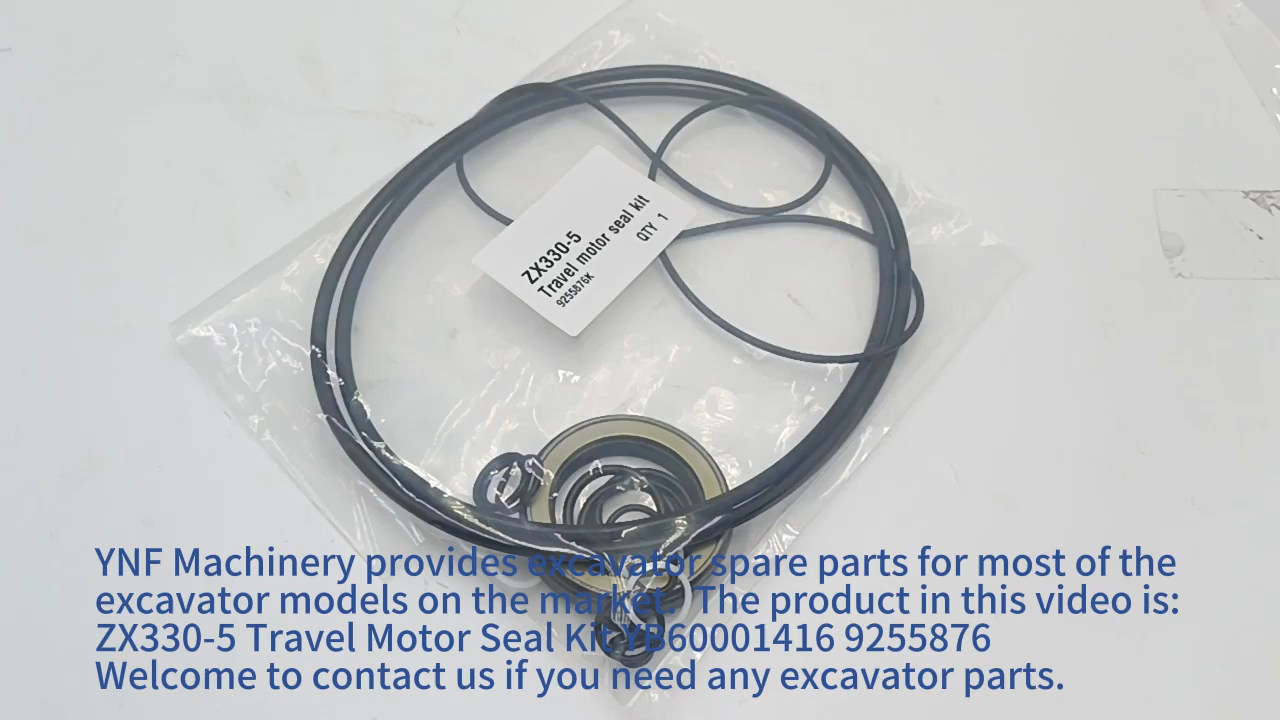 ZX330-5
Travel motor seal kit
9255876K
QTY 1
YNF Machinery provides excavator spare parts for most of the
excavator models on the market. The product in this video is:
ZX330-5 Travel Motor Seal Kit YB60001416 9255876
Welcome to contact us if you need any excavator parts.